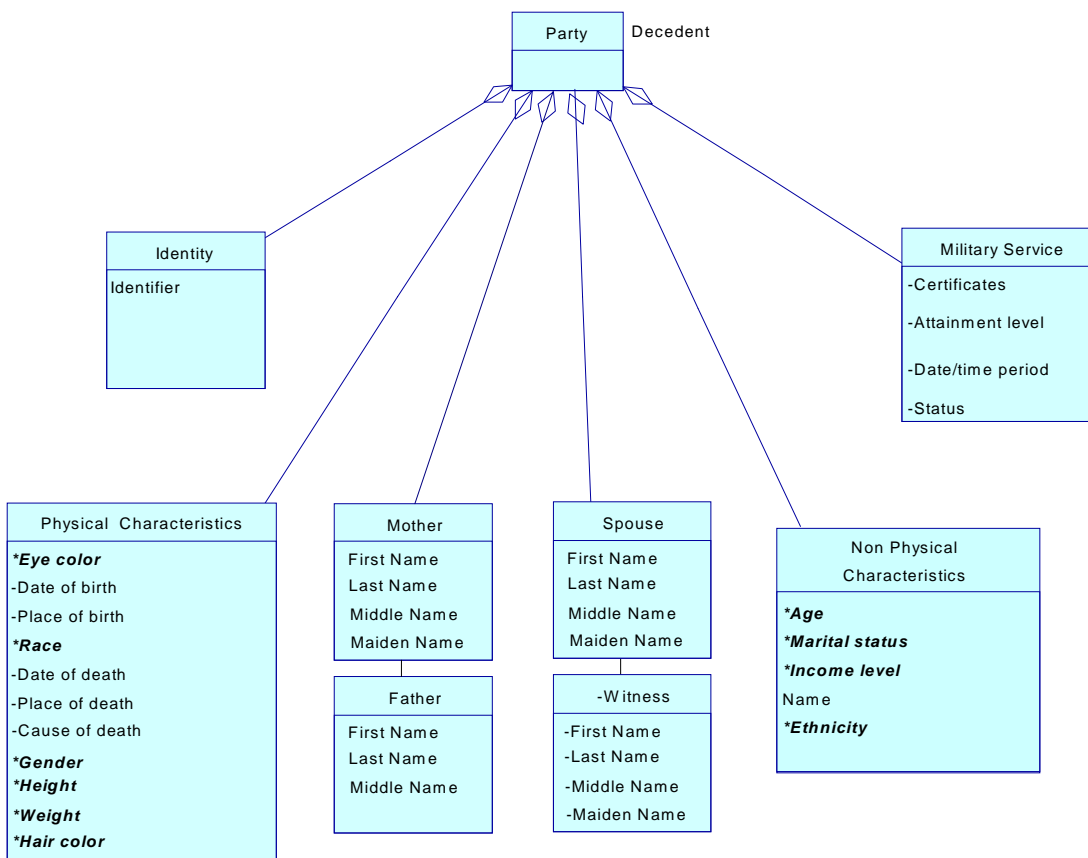 Party
Decedent
Identity
Identifier
Military Service
-Certificates
-Attainment level
-Date/time period
-Status
Physical Characteristics
*Eye color
-Date of birth
-Place of birth
*Race
-Date of death
-Place of death
-Cause of death
*Gender
*Height
*Weight
*Hair color
Mother
First Name
Last Name
Middle Name
Maiden Name
Father
First Name
Last Name
Middle Name
Spouse
First Name
Last Name
Middle Name
Maiden Name
-Witness
-First Name
-Last Name
-Middle Name
-Maiden Name
Non Physical
Characteristics
*Age
*Marital status
*Income level
Name
*Ethnicity